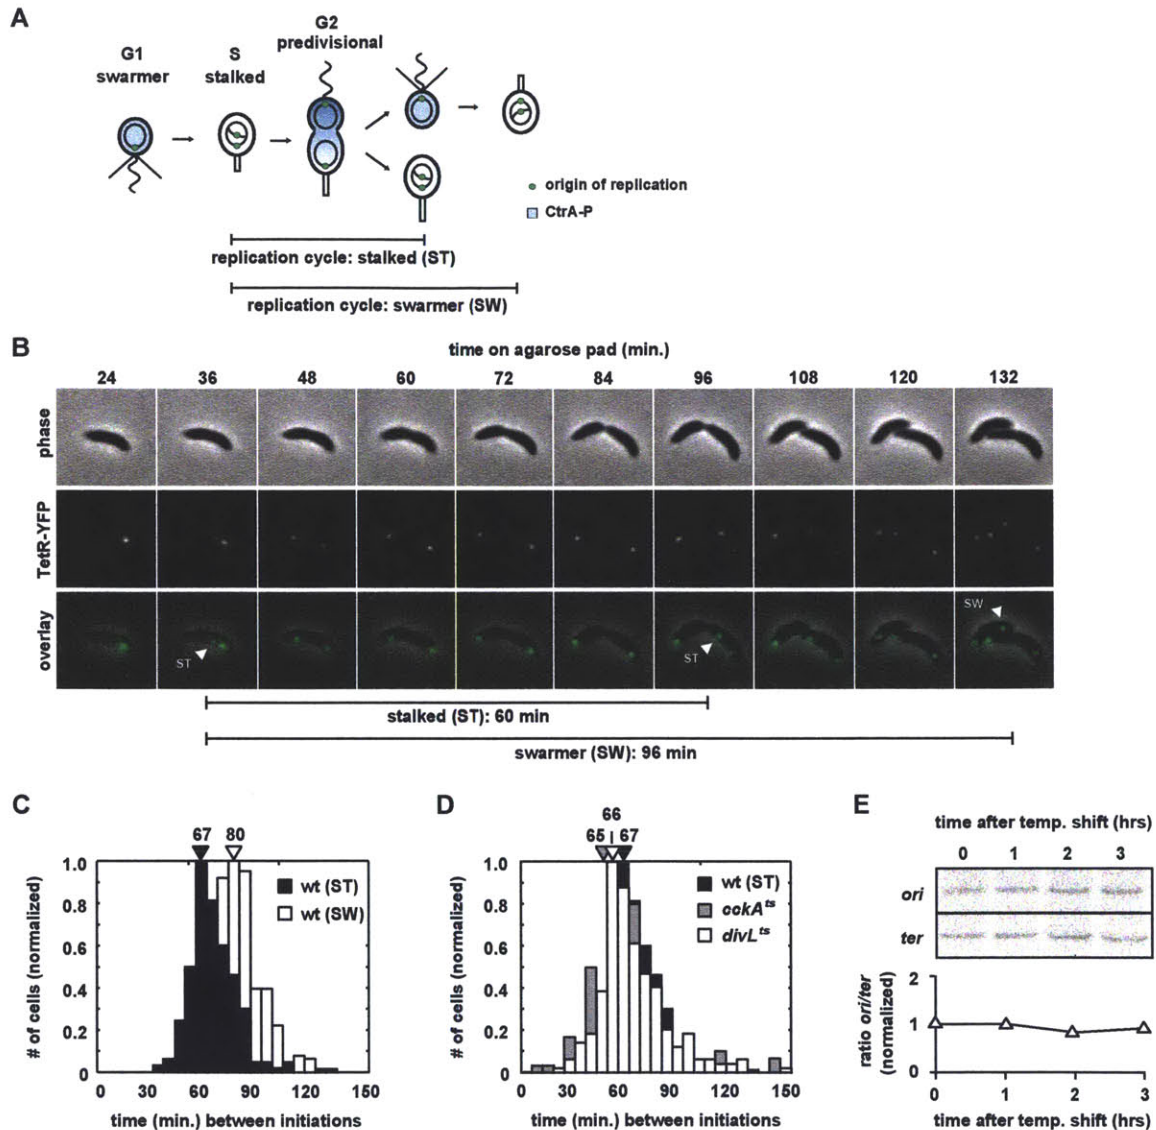 A
G1
swarmer
S
stalked
G2
predivisional
origin of replication
CtrA-P
replication cycle: stalked (ST)
replication cycle: swarmer (SW)
B
time on agarose pad (min.)
24 36 48 60 72 84 96 108 120 132
phase
TetR-YFP
overlay
ST
ST
SW
stalked (ST): 60 min
swarmer (SW): 96 min
C
67 80
wt (ST)
wt (SW)
# of cells (normalized)
1.0
0.8
0.6
0.4
0.2
0
0 30 60 90 120 150
time (min.) between initiations
D
66
65 67
wt (ST)
cckAts
divLts
# of cells (normalized)
1.0
0.8
0.6
0.4
0.2
0
0 30 60 90 120 150
time (min.) between initiations
E
time after temp. shift (hrs)
0 1 2 3
ori
ter
ratio ori/ter
(normalized)
2
1
0
0 1 2 3
time after temp. shift (hrs)